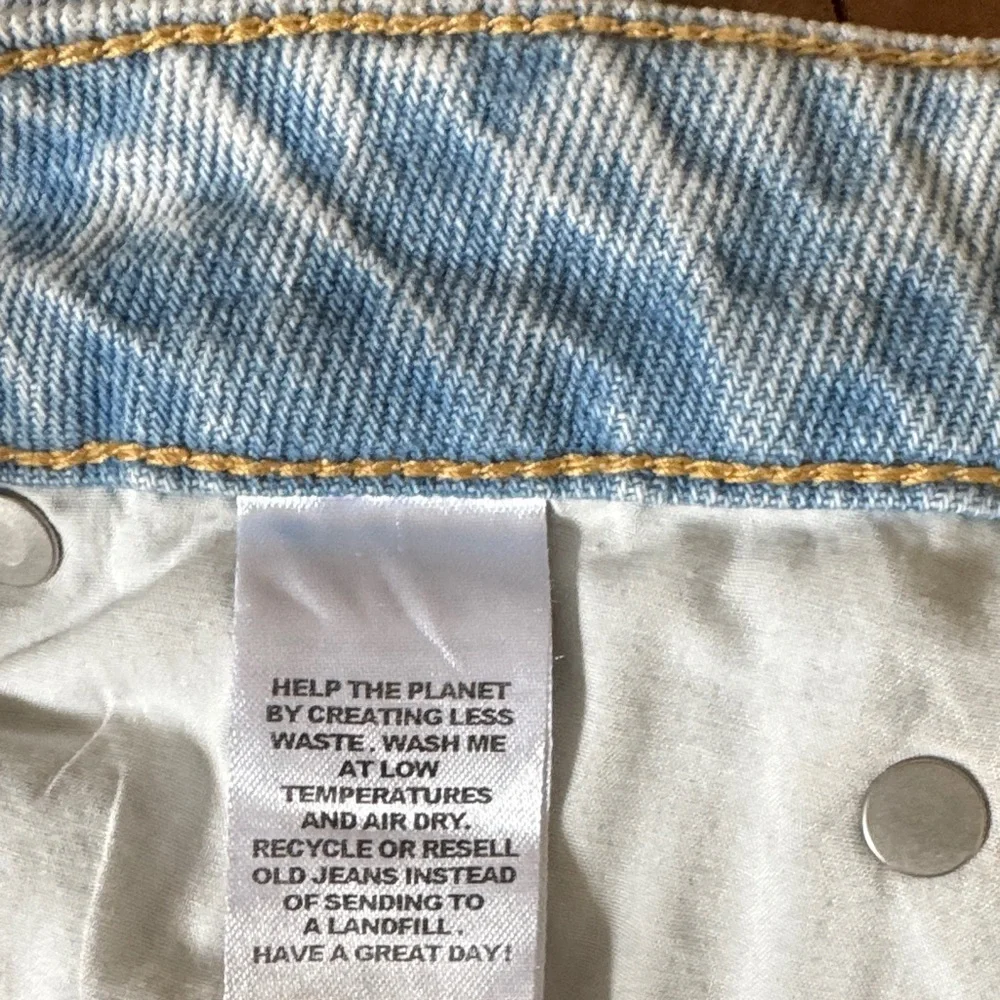 HELP THE PLANET
BY CREATING LESS
WASTE. WASH ME
AT LOW
TEMPERATURES
AND AIR DRY.
RECYCLE OR RESELL
OLD JEANS INSTEAD
OF SENDING TO
A LANDFILL.
HAVE A GREAT DAY!